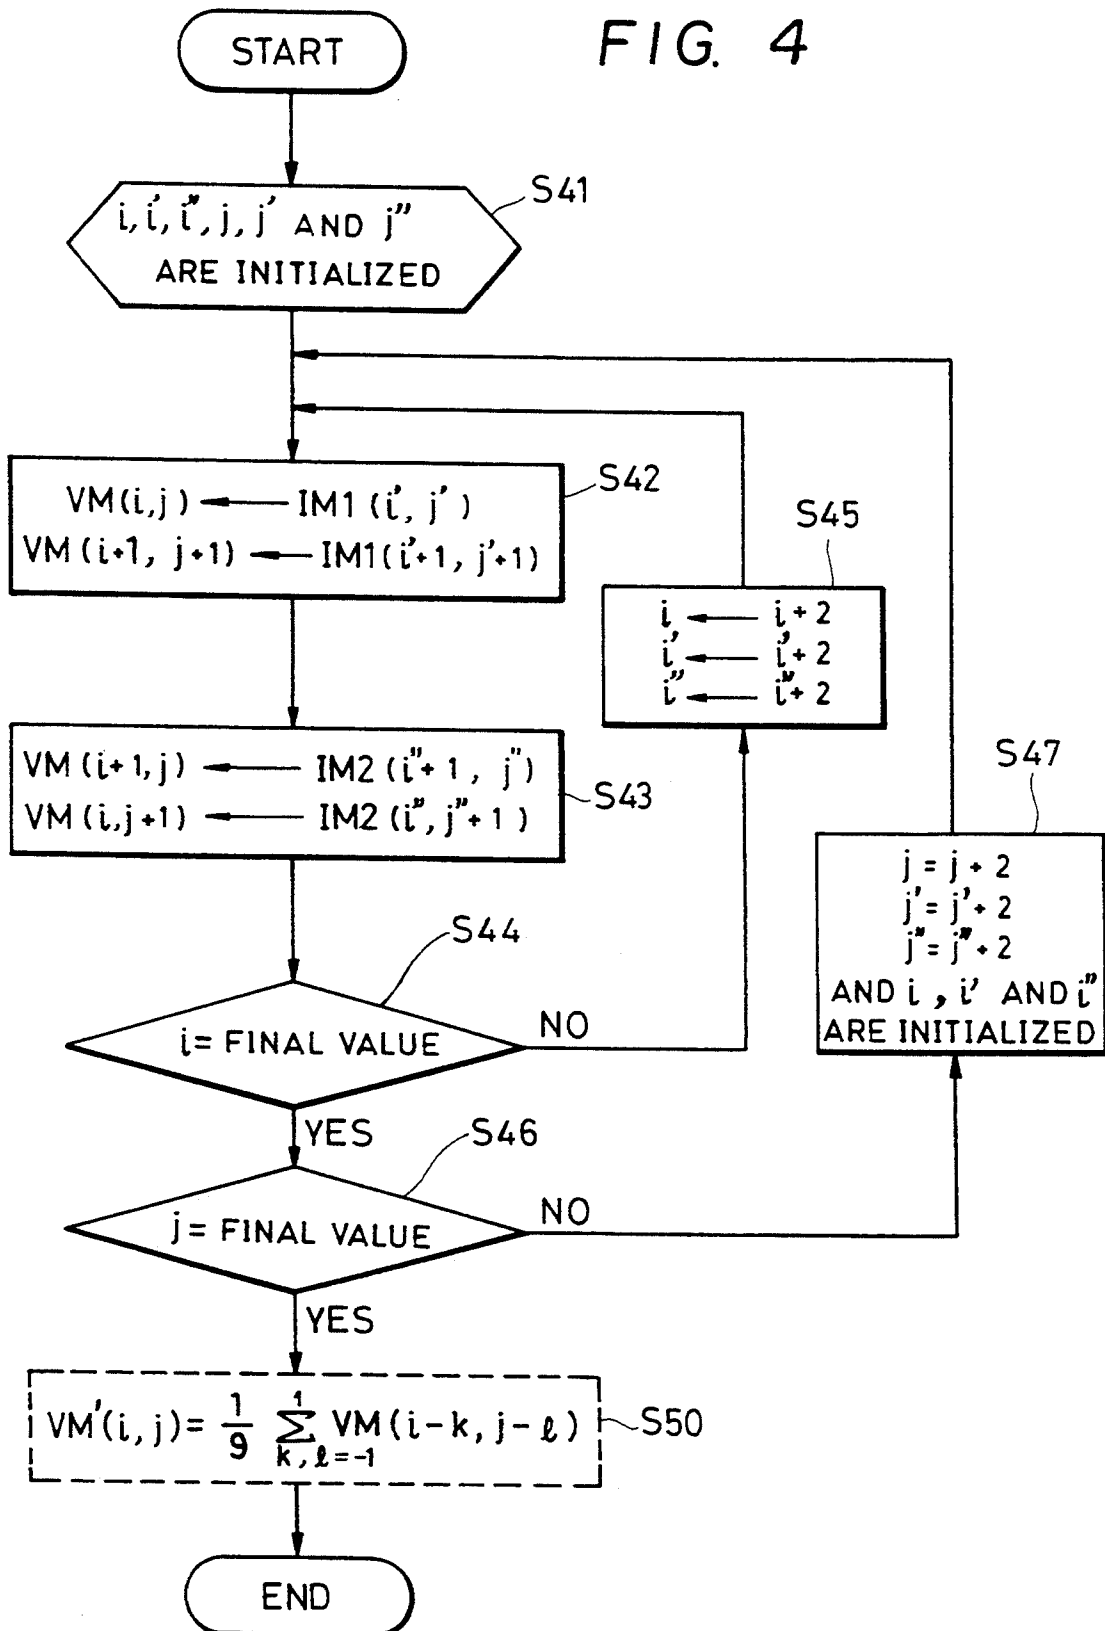 FIG. 4
START
S41
i, i', i", j, j' AND j"
ARE INITIALIZED
S42
VM(i,j) ← IM1(i', j')
VM(i+1, j+1) ← IM1(i'+1, j'+1)
S45
i ← i+2
i' ← i'+2
i" ← i"+2
S43
VM(i+1,j) ← IM2(i"+1, j")
VM(i,j+1) ← IM2(i", j"+1)
S47
j = j + 2
j' = j' + 2
j" = j" + 2
AND i, i' AND i"
ARE INITIALIZED
S44
i = FINAL VALUE
NO
YES
S46
j = FINAL VALUE
NO
YES
VM'(i,j) = 1/9 Σ^1_{k,ℓ=-1} VM(i-k, j-ℓ)
S50
END